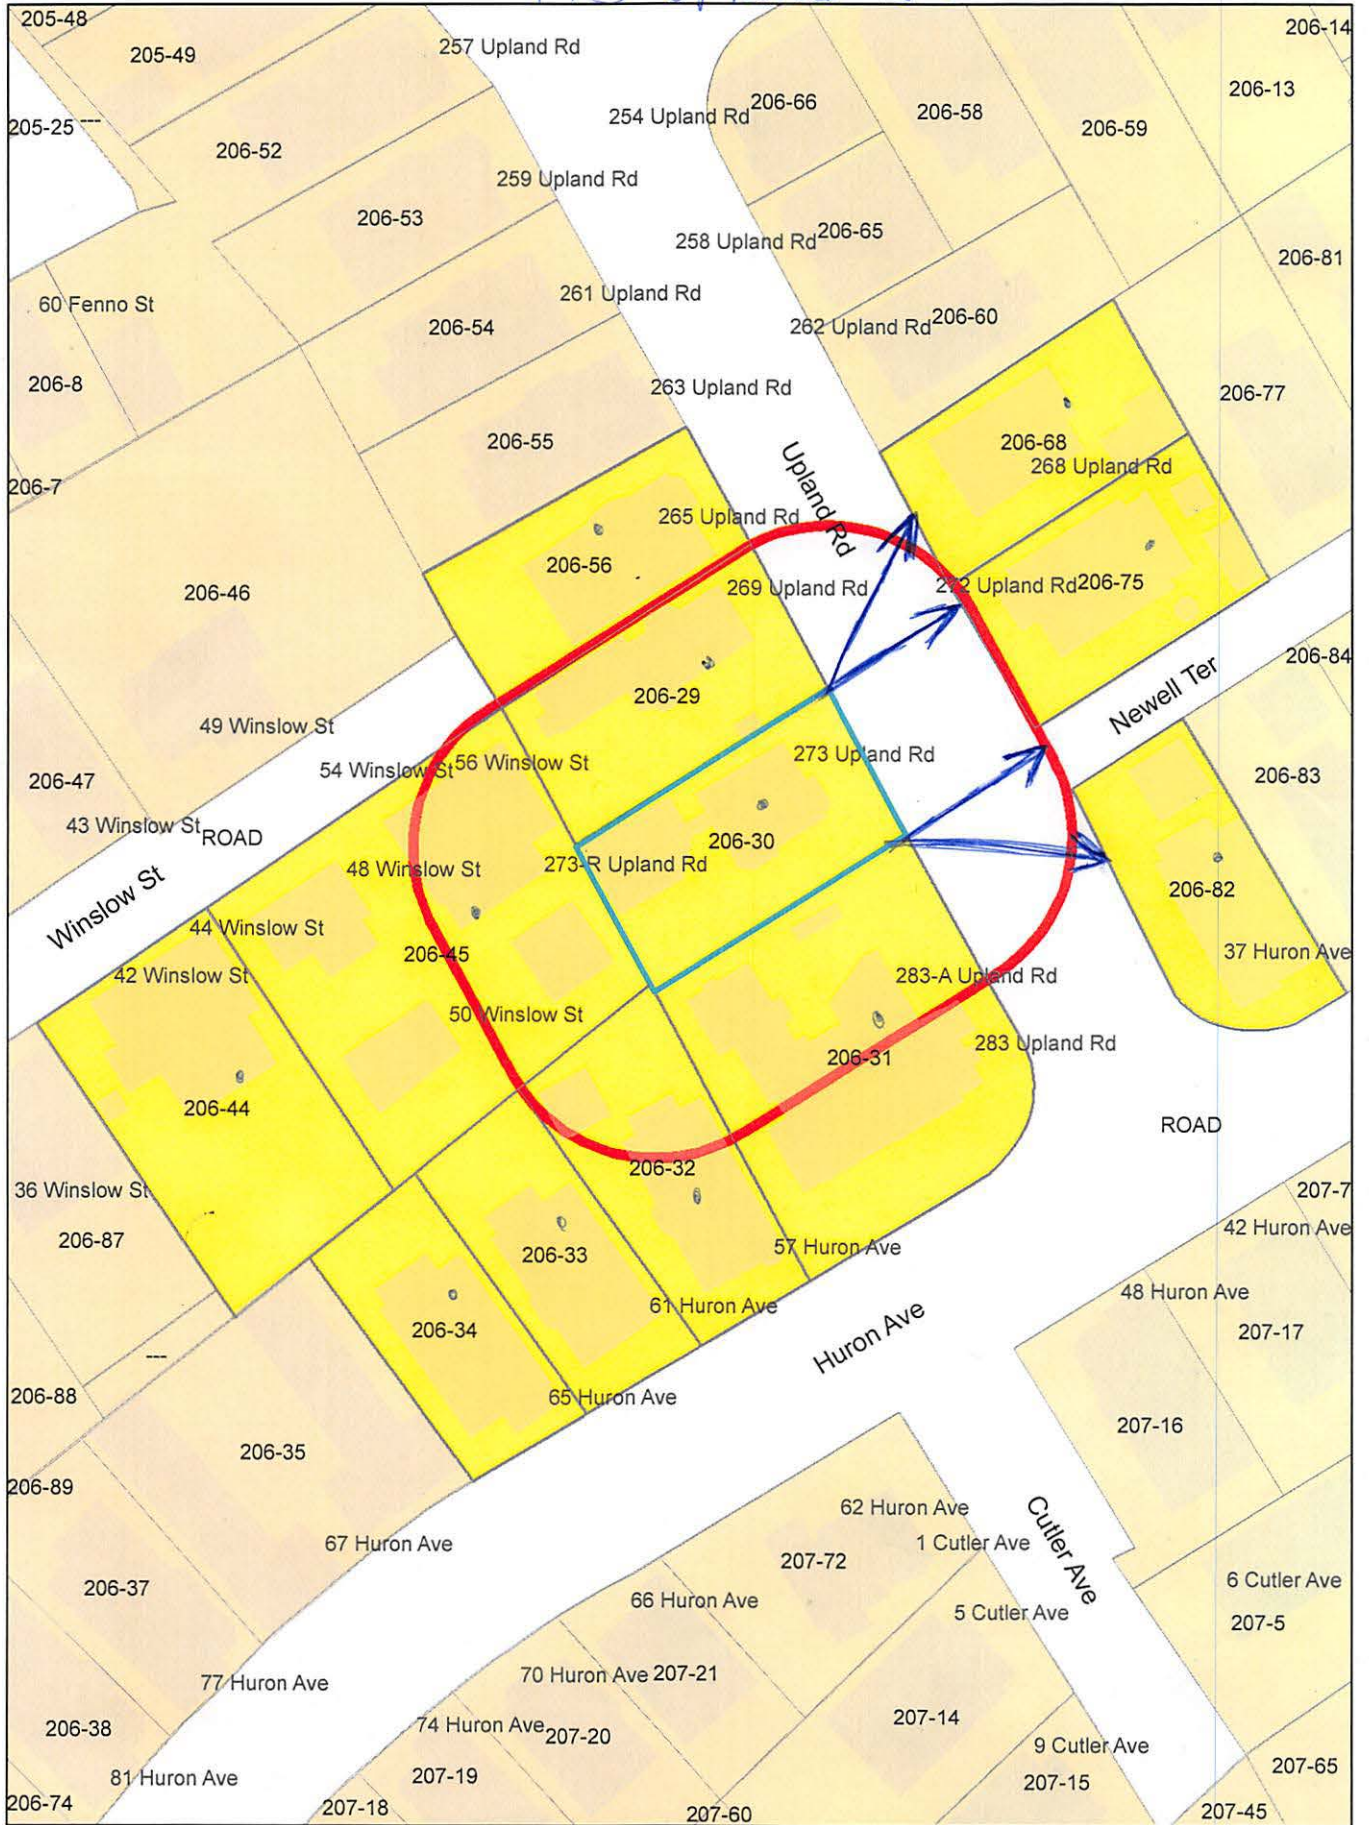 205-48
205-49
257 Upland Rd
206-14
206-66
254 Upland Rd
206-58
206-13
205-25 ---
206-59
206-52
259 Upland Rd
206-53
258 Upland Rd
206-65
206-81
60 Fenno St
261 Upland Rd
206-54
262 Upland Rd
206-60
206-8
263 Upland Rd
206-77
206-55
206-68
268 Upland Rd
206-7
Upland Rd
265 Upland Rd
206-56
206-46
269 Upland Rd
272 Upland Rd
206-75
206-84
206-29
Newell Ter
49 Winslow St
54 Winslow St
56 Winslow St
273 Upland Rd
206-47
206-83
43 Winslow St
ROAD
206-30
48 Winslow St
273-R Upland Rd
206-82
Winslow St
44 Winslow St
206-45
37 Huron Ave
42 Winslow St
283-A Upland Rd
50 Winslow St
283 Upland Rd
206-31
206-44
ROAD
206-32
36 Winslow St
207-7
206-87
42 Huron Ave
206-33
57 Huron Ave
48 Huron Ave
61 Huron Ave
206-34
207-17
Huron Ave
---
206-88
65 Huron Ave
207-16
206-35
206-89
62 Huron Ave
Cutler Ave
67 Huron Ave
1 Cutler Ave
207-72
206-37
6 Cutler Ave
66 Huron Ave
5 Cutler Ave
207-5
77 Huron Ave
70 Huron Ave
207-21
206-38
74 Huron Ave
207-20
207-14
9 Cutler Ave
81 Huron Ave
207-19
207-15
207-65
206-74
207-18
207-60
207-45